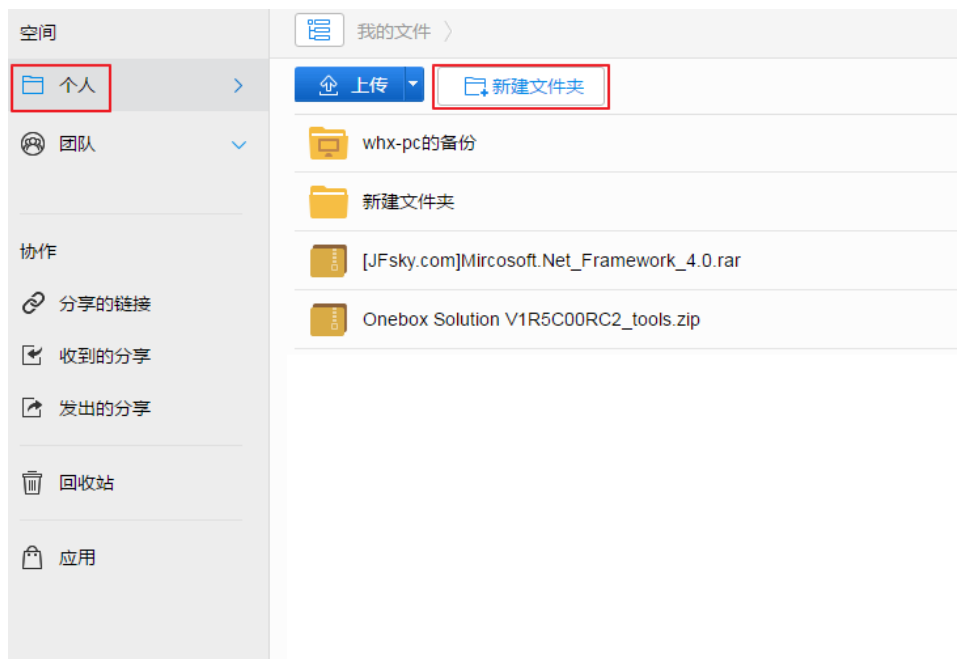 空间
个人
团队
协作
分享的链接
收到的分享
发出的分享
回收站
应用
我的文件
上传 新建文件夹
whx-pc的备份
新建文件夹
[JFsky.com]Mircosoft.Net_Framework_4.0.rar
Onebox Solution V1R5C00RC2_tools.zip